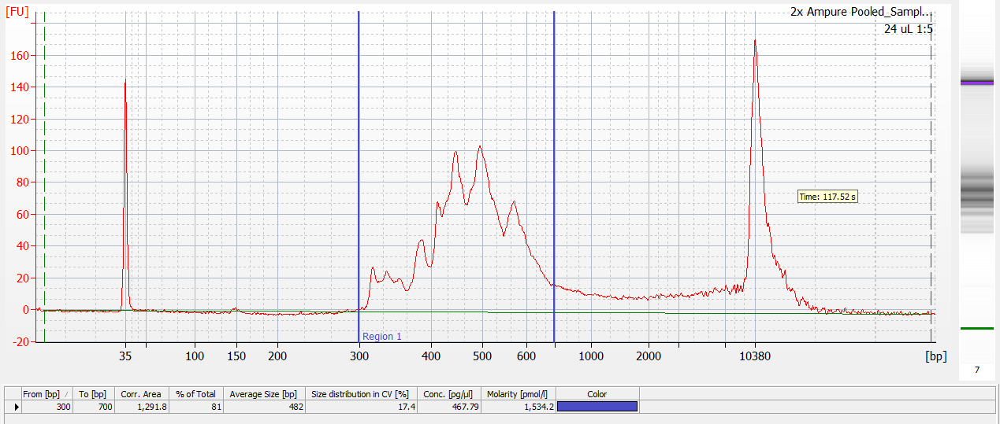 [FU]
2x Ampure Pooled_Sampl...
24 uL 1:5
160
140
120
100
80
60
40
20
0
-20
Time: 117.52 s
Region 1
35 100 150 200 300 400 500 600 1000 2000 10380 [bp]
7
From [bp] / To [bp] Corr. Area % of Total Average Size [bp] Size distribution in CV [%] Conc. [pg/µl] Molarity [pmol/l] Color
300 700 1,291.8 81 482 17.4 467.79 1,534.2